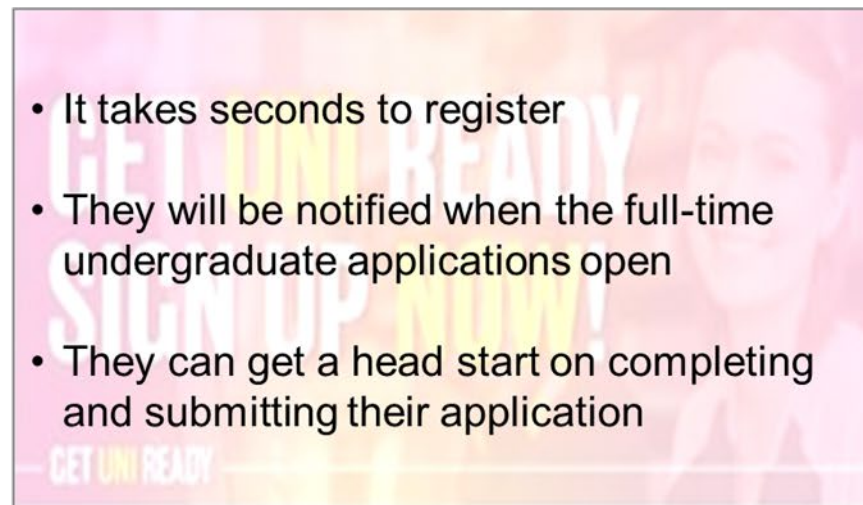 • It takes seconds to register
• They will be notified when the full-time
undergraduate applications open
• They can get a head start on completing
and submitting their application
GET UNI READY
SIGN UP NOW!
GET UNI READY